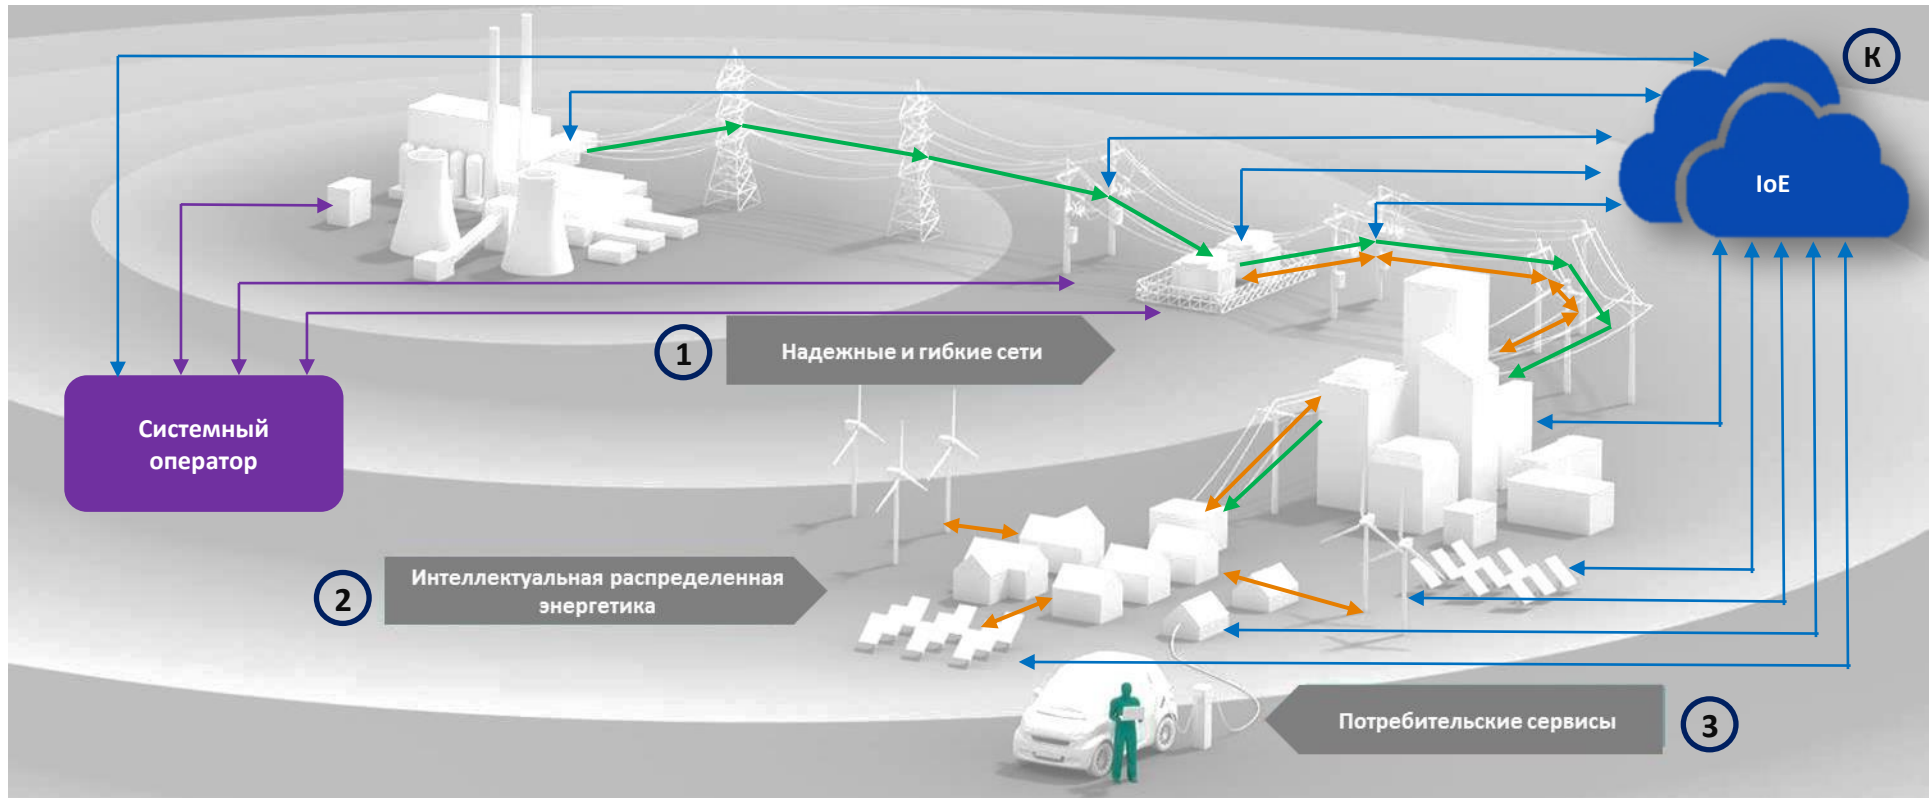 К
IoE
1
Надежные и гибкие сети
Системный
оператор
2
Интеллектуальная распределенная
энергетика
Потребительские сервисы
3